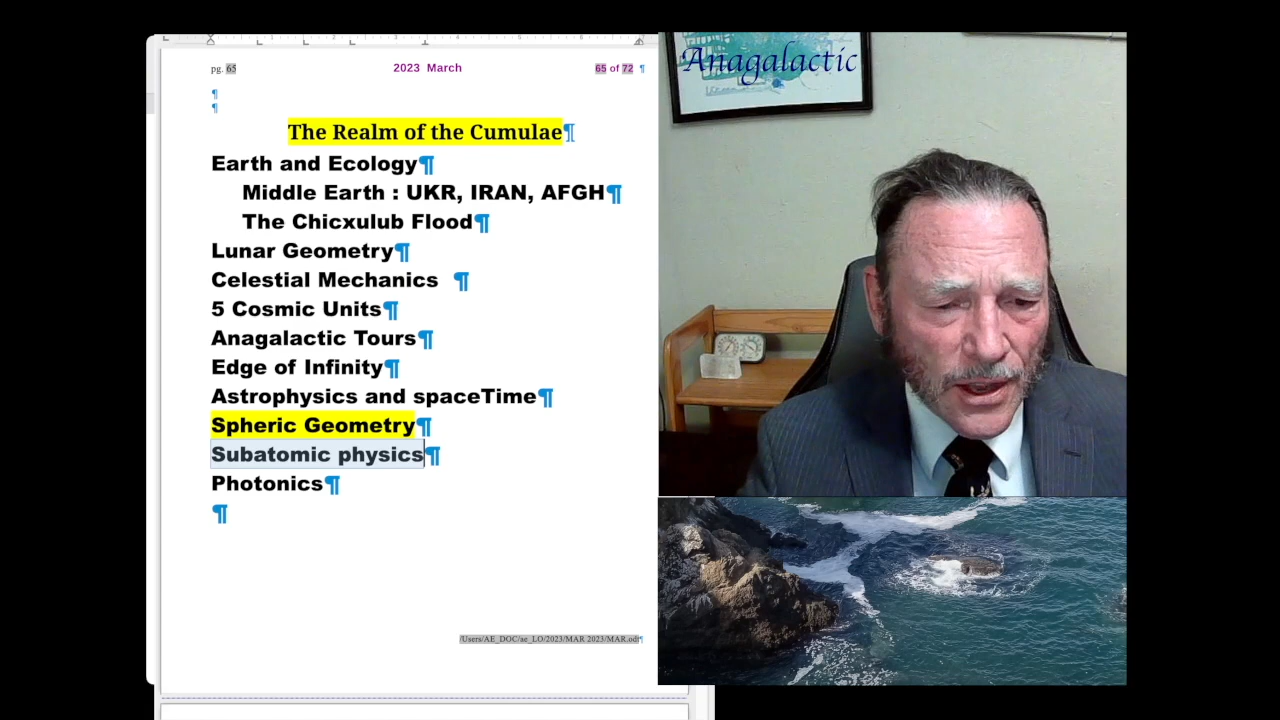 pg. 65 2023 March 65 of 72 ¶
¶
¶
The Realm of the Cumulae¶
Earth and Ecology¶
Middle Earth : UKR, IRAN, AFGH¶
The Chicxulub Flood¶
Lunar Geometry¶
Celestial Mechanics ¶
5 Cosmic Units¶
Anagalactic Tours¶
Edge of Infinity¶
Astrophysics and spaceTime¶
Spheric Geometry¶
Subatomic physics¶
Photonics¶
¶
/Users/AE_DOC/ae_LO/2023/MAR 2023/MAR.odt¶
Anagalactic